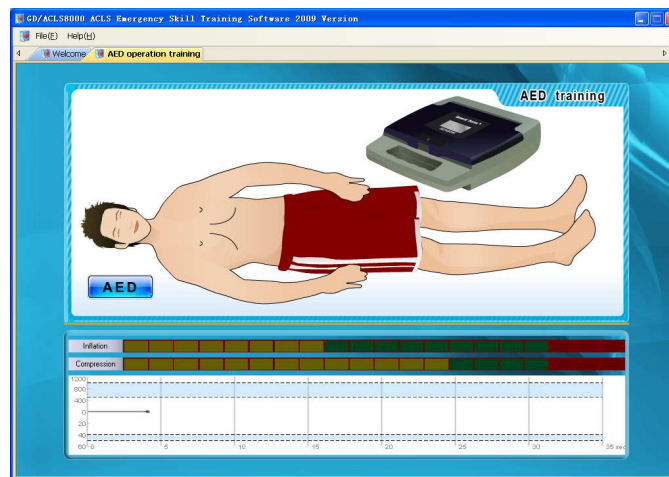 GD/ACLS8000 ACLS Emergency Skill Training Software 2009 Version
File(F) Help(H)
Welcome AED operation training
AED training
AED
Inflation
Compression
1200
800
400
0
20
40
60 0 5 10 15 20 25 30 35 sec